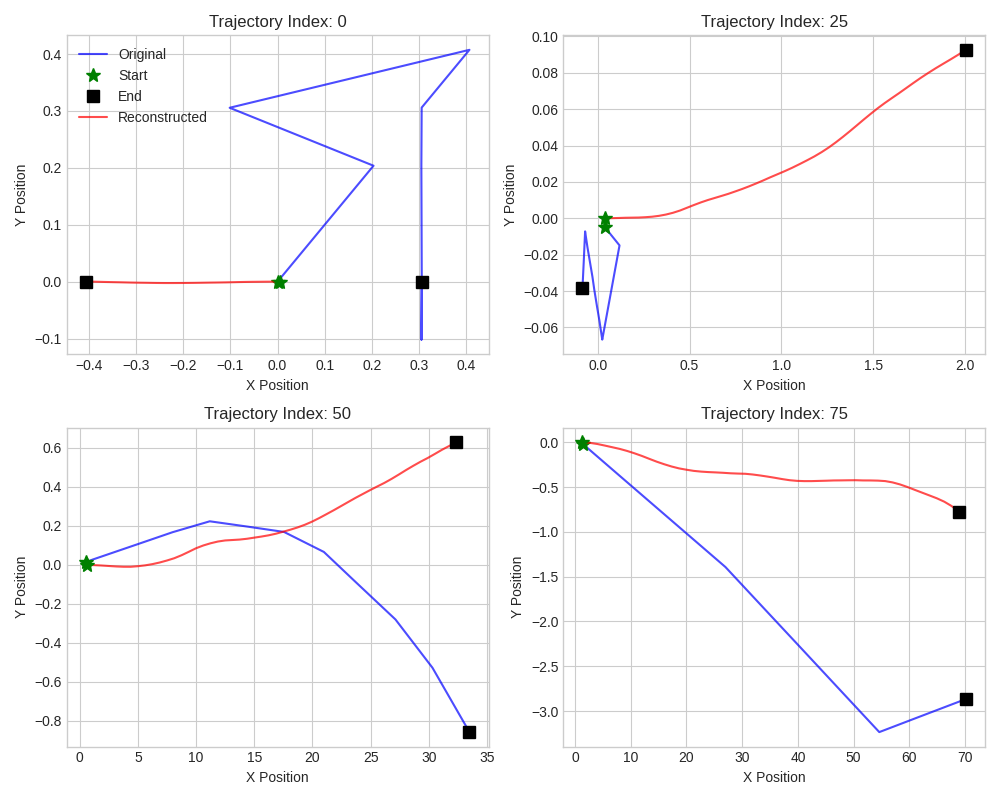 Trajectory Index: 0
Original
Start
End
Reconstructed
0.4
0.3
0.2
0.1
0.0
−0.1
Y Position
−0.4 −0.3 −0.2 −0.1 0.0 0.1 0.2 0.3 0.4
X Position
Trajectory Index: 25
0.10
0.08
0.06
0.04
0.02
0.00
−0.02
−0.04
−0.06
Y Position
0.0 0.5 1.0 1.5 2.0
X Position
Trajectory Index: 50
0.6
0.4
0.2
0.0
−0.2
−0.4
−0.6
−0.8
Y Position
0 5 10 15 20 25 30 35
X Position
Trajectory Index: 75
0.0
−0.5
−1.0
−1.5
−2.0
−2.5
−3.0
Y Position
0 10 20 30 40 50 60 70
X Position